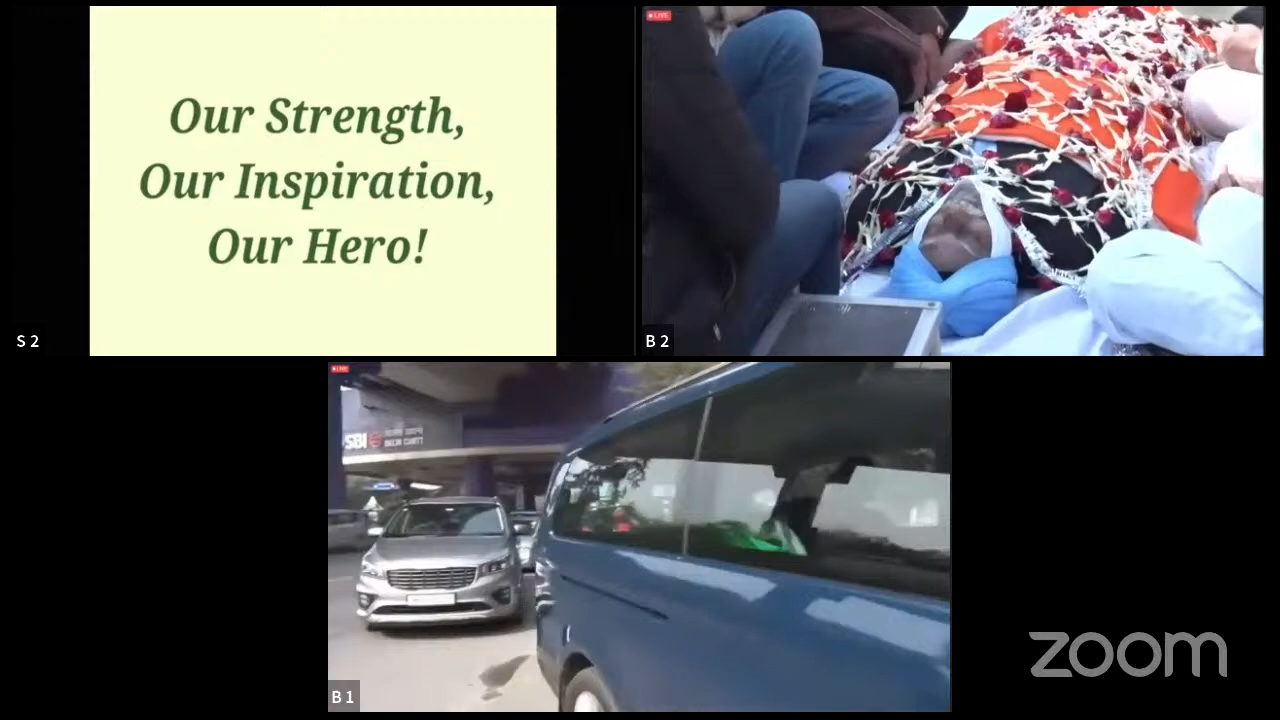 Our Strength,
Our Inspiration,
Our Hero!
S 2
LIVE
B 2
LIVE
SBI
B 1
zoom